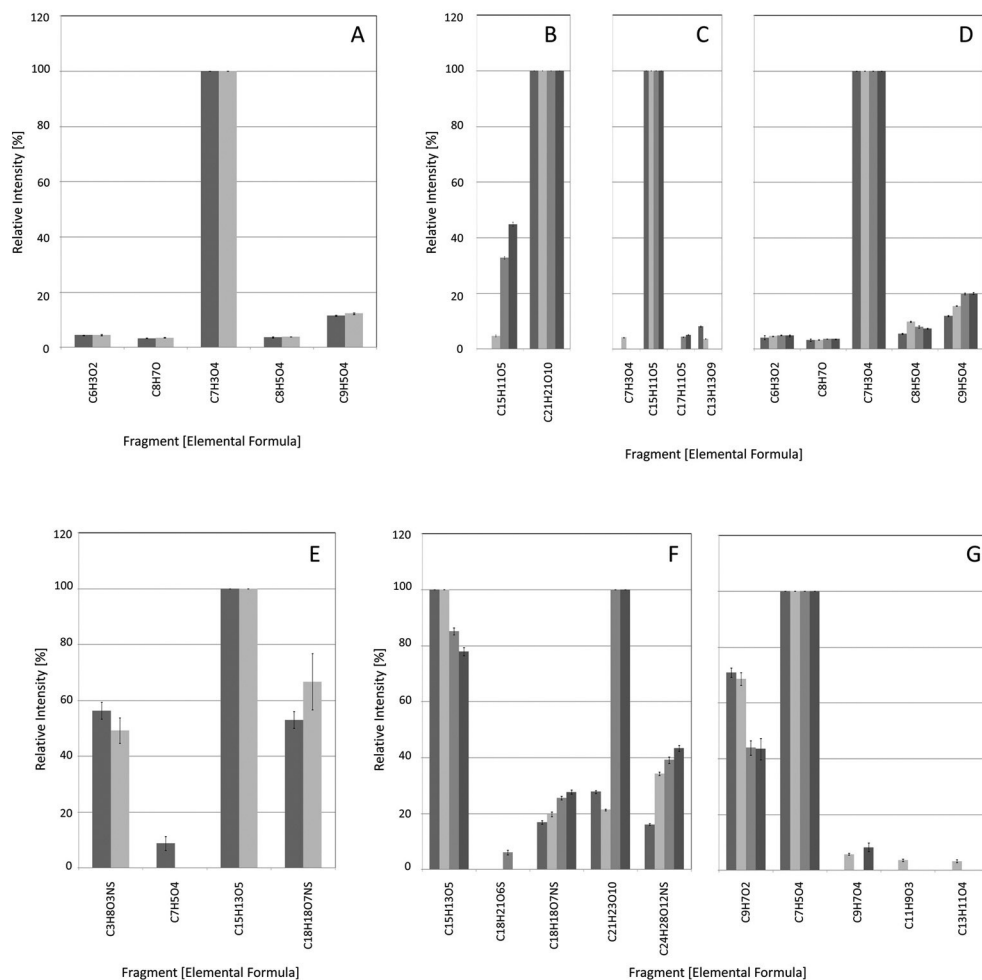 A
120
100
80
60
40
20
0
Relative Intensity [%]
C6H3O2
C8H7O
C7H3O4
C8H5O4
C9H5O4
Fragment [Elemental Formula]
B
C
D
120
100
80
60
40
20
0
Relative Intensity [%]
C15H11O5
C21H21O10
C7H3O4
C15H11O5
C17H11O5
C13H13O9
C6H3O2
C8H7O
C7H3O4
C8H5O4
C9H5O4
Fragment [Elemental Formula]
E
120
100
80
60
40
20
0
Relative Intensity [%]
C3H8O3NS
C7H5O4
C15H13O5
C18H18O7NS
Fragment [Elemental Formula]
F
G
120
100
80
60
40
20
0
Relative Intensity [%]
C15H13O5
C18H21O6S
C18H18O7NS
C21H23O10
C24H28O12NS
C9H7O2
C7H5O4
C9H7O4
C11H9O3
C13H11O4
Fragment [Elemental Formula]